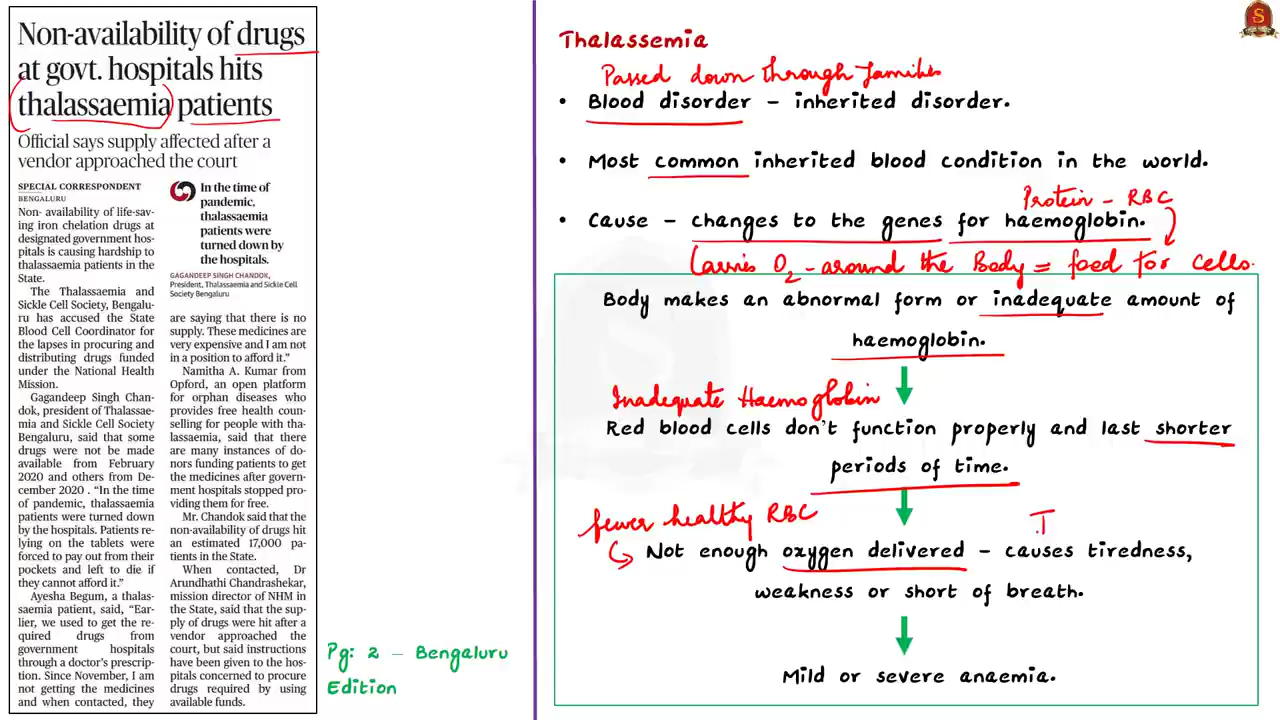 Non-availability of drugs
at govt. hospitals hits
thalassaemia patients
Official says supply affected after a
vendor approached the court
SPECIAL CORRESPONDENT
BENGALURU
Non- availability of life-sav-
ing iron chelation drugs at
designated government hos-
pitals is causing hardship to
thalassaemia patients in the
State.
The Thalassemia and
Sickle Cell Society, Bengalu-
ru has accused the State
Blood Cell Coordinator for
the lapses in procuring and
distributing drugs funded
under the National Health
Mission.
Gagandeep Singh Chan-
dok, president of Thalassae-
mia and Sickle Cell Society
Bengaluru, said that some
drugs were not be made
available from February
2020 and others from De-
cember 2020 . “In the time
of pandemic, thalassaemia
patients were turned down
by the hospitals. Patients re-
lying on the tablets were
forced to pay out from their
pockets and left to die if
they cannot afford it.”
Ayesha Begum, a thalas-
saemia patient, said, “Ear-
lier, we used to get the re-
quired drugs from
government hospitals
through a doctor's prescrip-
tion. Since November, I am
not getting the medicines
and when contacted, they
In the time of
pandemic,
thalassaemia
patients were
turned down by
the hospitals.
GAGANDEEP SINGH CHANDOK,
President, Thalassaemia and Sickle Cell
Society Bengaluru
are saying that there is no
supply. These medicines are
very expensive and I am not
in a position to afford it.”
Namitha A. Kumar from
Opford, an open platform
for orphan diseases who
provides free health coun-
selling for people with tha-
lassaemia, said that there
are many instances of do-
nors funding patients to get
the medicines after govern-
ment hospitals stopped pro-
viding them for free.
Mr. Chandok said that the
non-availability of drugs hit
an estimated 17,000 pa-
tients in the State.
When contacted, Dr
Arundhathi Chandrashekar,
mission director of NHM in
the State, said that the sup-
ply of drugs were hit after a
vendor approached the
court, but said instructions
have been given to the hos-
pitals concerned to procure
drugs required by using
available funds.
Pg: 2 – Bengaluru
Edition
Thalassemia
Passed down through families
• Blood disorder – inherited disorder.
• Most common inherited blood condition in the world.
Protein – RBC
• Cause – changes to the genes for haemoglobin.
Carries O2 – around the Body = food for cells.
Body makes an abnormal form or inadequate amount of
haemoglobin.
Inadequate Haemoglobin
Red blood cells don't function properly and last shorter
periods of time.
fewer healthy RBC
T
Not enough oxygen delivered – causes tiredness,
weakness or short of breath.
Mild or severe anaemia.
S